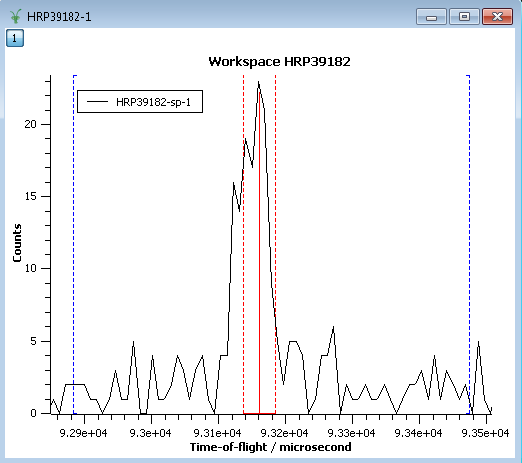 HRP39182-1
1
Workspace HRP39182
HRP39182-sp-1
20
15
10
5
0
Counts
9.29e+04 9.3e+04 9.31e+04 9.32e+04 9.33e+04 9.34e+04 9.35e+04
Time-of-flight / microsecond